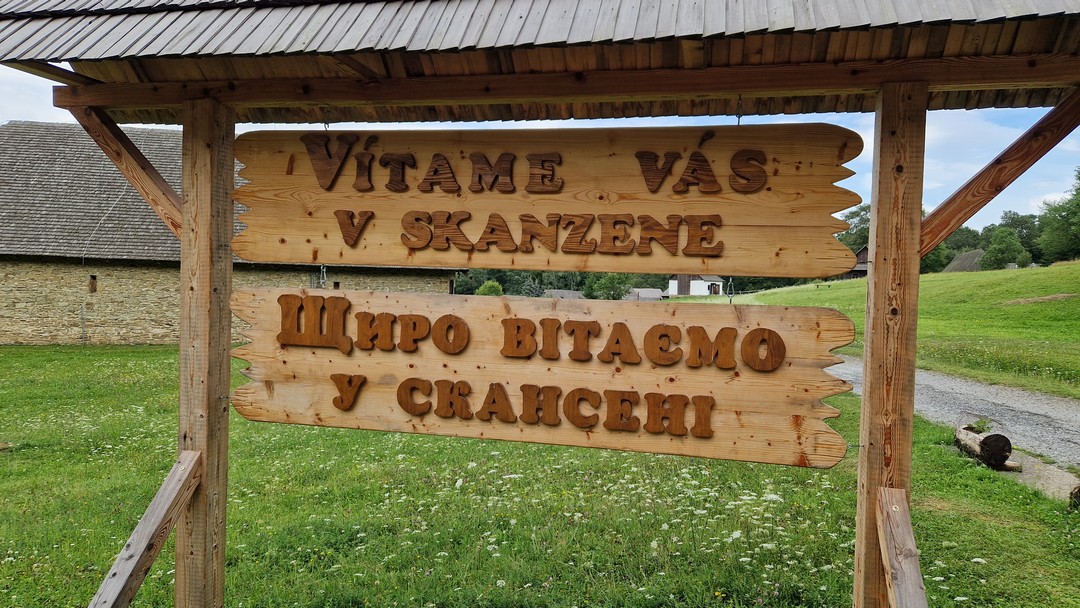 Vítame vás
v skanzene
Щиро вітаємо
у скансені